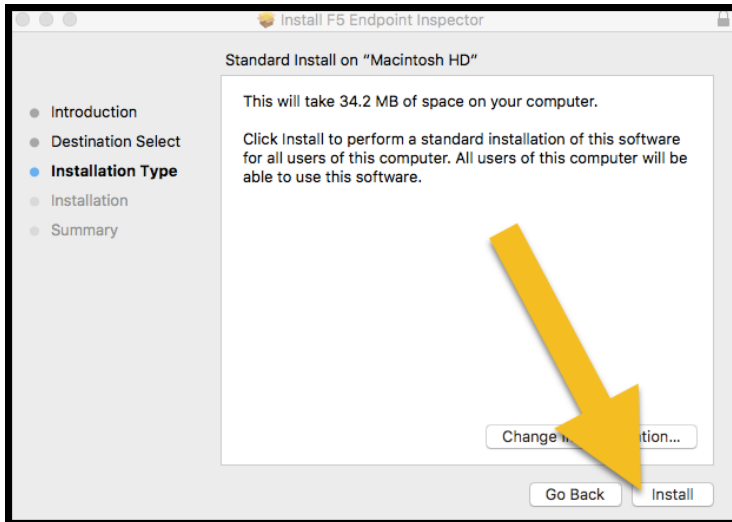 Install F5 Endpoint Inspector
Standard Install on “Macintosh HD”
Introduction
Destination Select
Installation Type
Installation
Summary
This will take 34.2 MB of space on your computer.
Click Install to perform a standard installation of this software
for all users of this computer. All users of this computer will be
able to use this software.
Change
Go Back
Install